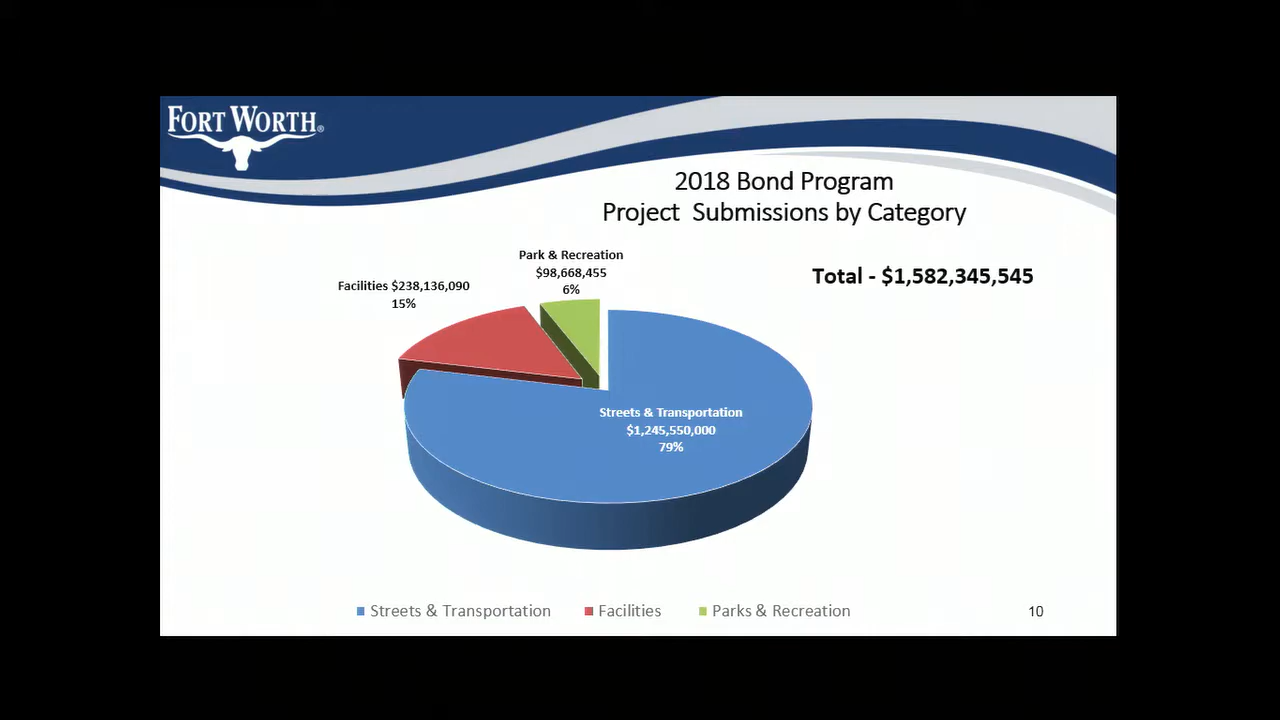 FORT WORTH®
2018 Bond Program
Project Submissions by Category
Total - $1,582,345,545
Park & Recreation
$98,668,455
6%
Facilities $238,136,090
15%
Streets & Transportation
$1,245,550,000
79%
Streets & Transportation
Facilities
Parks & Recreation
10